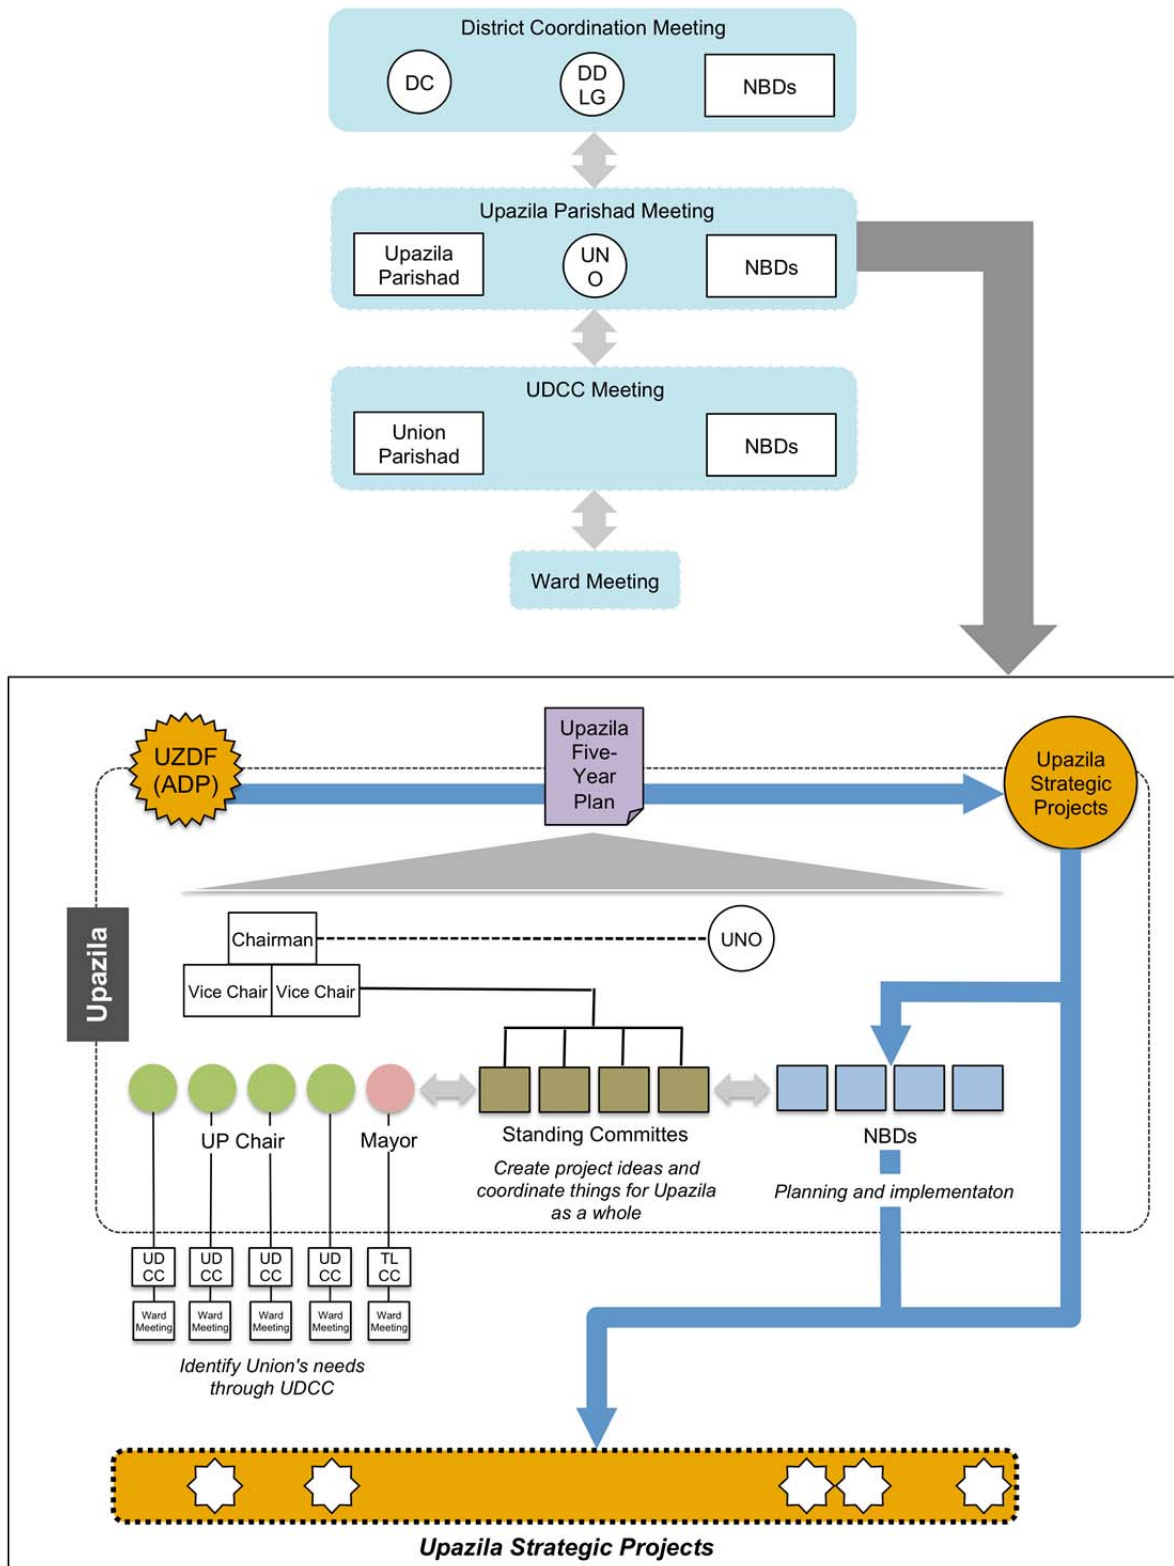 District Coordination Meeting
DC
DD
LG
NBDs
Upazila Parishad Meeting
Upazila
Parishad
UN
O
NBDs
UDCC Meeting
Union
Parishad
NBDs
Ward Meeting
UZDF
(ADP)
Upazila
Five-
Year
Plan
Upazila
Strategic
Projects
Upazila
Chairman
UNO
Vice Chair
Vice Chair
UP Chair
Mayor
Standing Committes
NBDs
Create project ideas and
coordinate things for Upazila
as a whole
Planning and implementaton
UD
CC
UD
CC
UD
CC
UD
CC
TL
CC
Ward
Meeting
Ward
Meeting
Ward
Meeting
Ward
Meeting
Ward
Meeting
Identify Union's needs
through UDCC
Upazila Strategic Projects